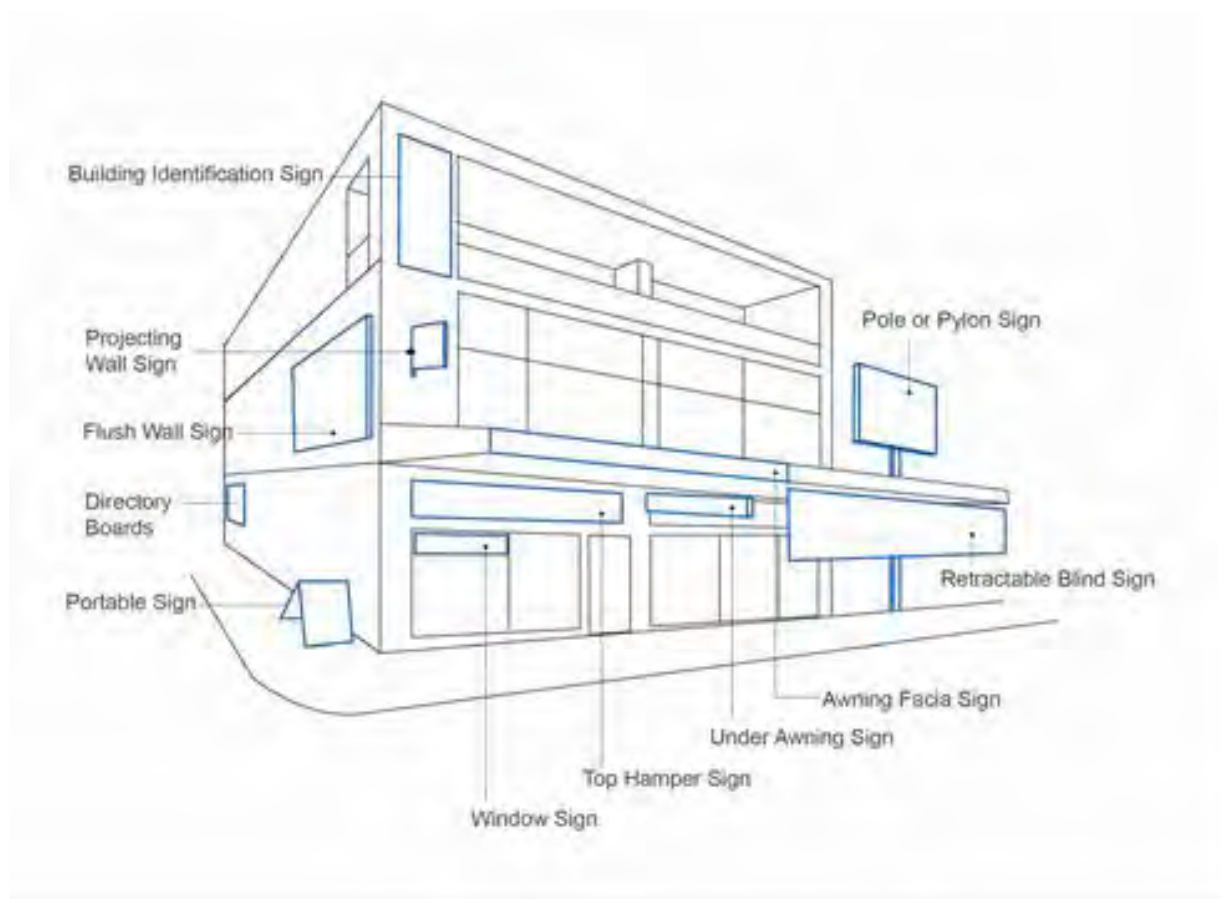 Building Identification Sign
Pole or Pylon Sign
Projecting
Wall Sign
Flush Wall Sign
Directory
Boards
Retractable Blind Sign
Portable Sign
Awning Facia Sign
Under Awning Sign
Top Hamper Sign
Window Sign